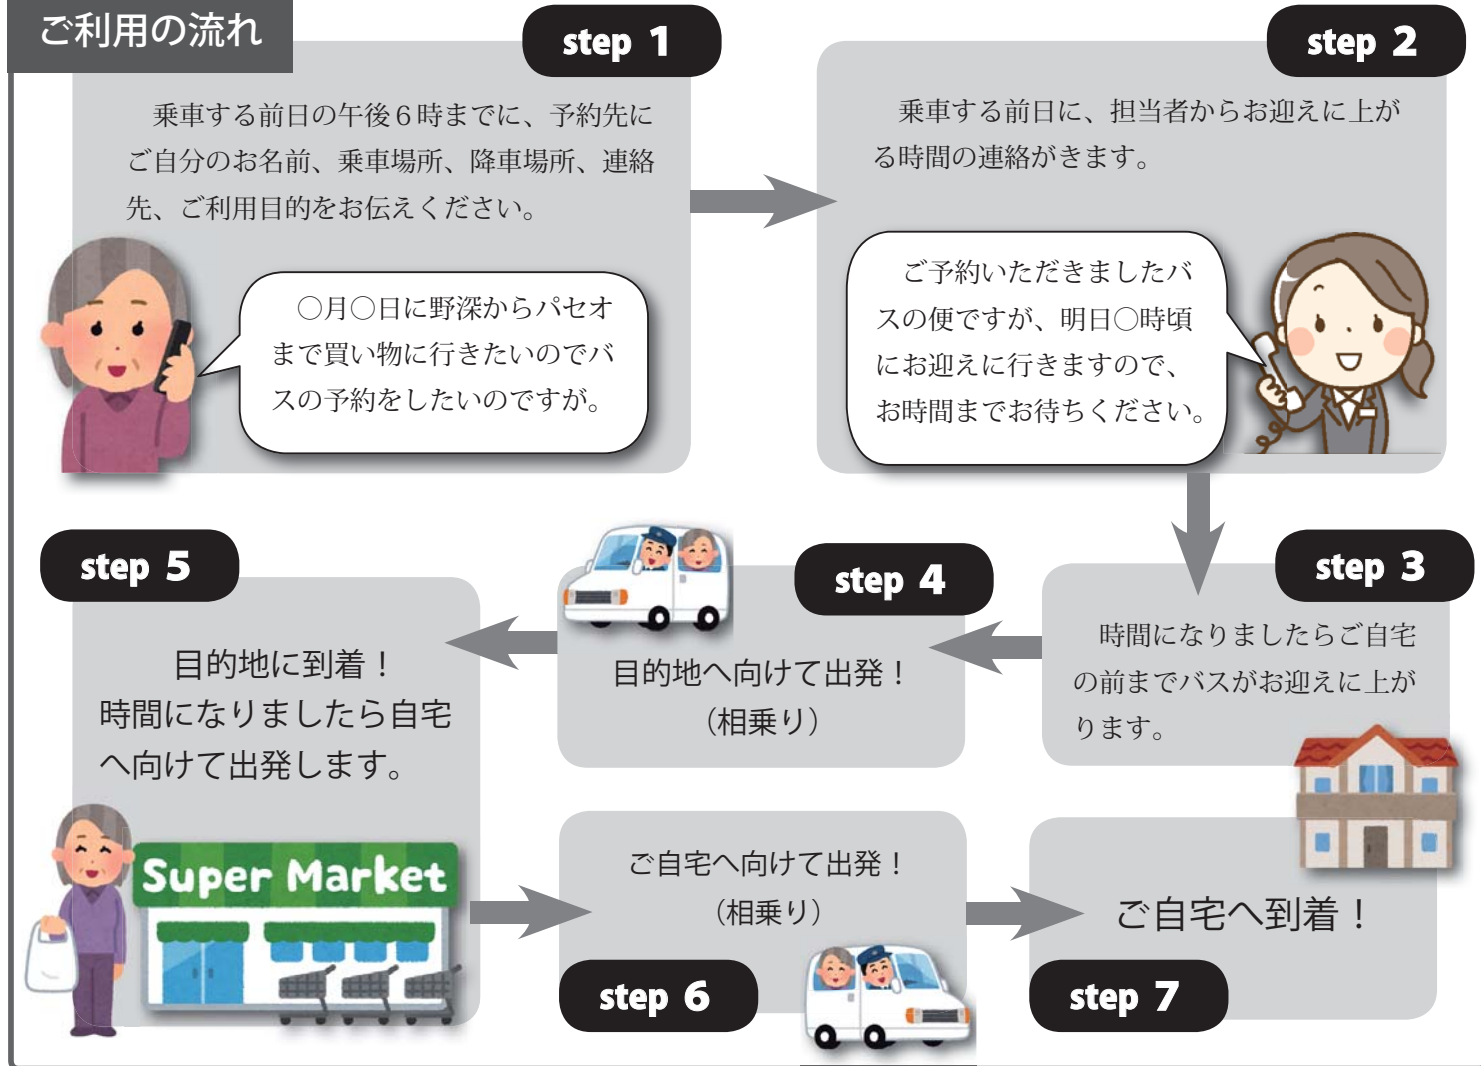 ご利用の流れ
step 1
　乗車する前日の午後６時までに、予約先に
ご自分のお名前、乗車場所、降車場所、連絡
先、ご利用目的をお伝えください。
　○月○日に野深からパセオ
まで買い物に行きたいのでバ
スの予約をしたいのですが。
step 2
　乗車する前日に、担当者からお迎えに上が
る時間の連絡がきます。
　ご予約いただきましたバ
スの便ですが、明日○時頃
にお迎えに行きますので、
お時間までお待ちください。
step 3
　時間になりましたらご自宅
の前までバスがお迎えに上が
ります。
step 4
目的地へ向けて出発！
（相乗り）
step 5
目的地に到着！
時間になりましたら自宅
へ向けて出発します。
Super Market
ご自宅へ向けて出発！
（相乗り）
step 6
ご自宅へ到着！
step 7